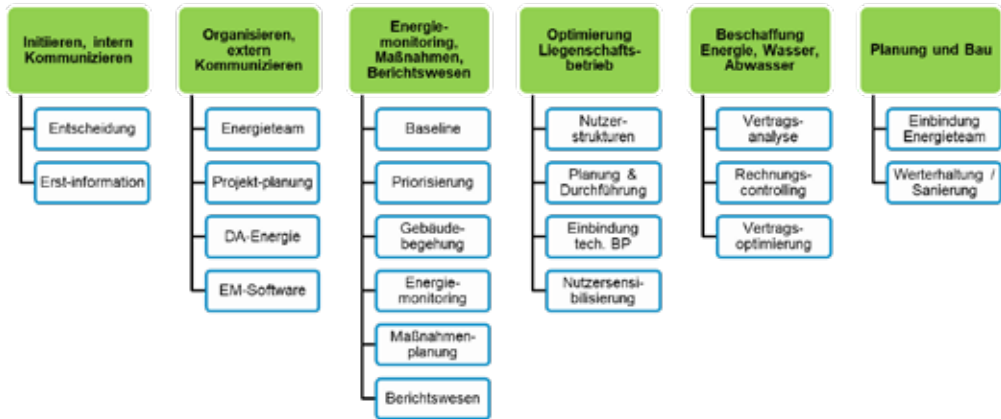 Initiieren, intern
Kommunizieren
Entscheidung
Erst-information
Organisieren,
extern
Kommunizieren
Energieteam
Projekt-planung
DA-Energie
EM-Software
Energie-
monitoring,
Maßnahmen,
Berichtswesen
Baseline
Priorisierung
Gebäude-
begehung
Energie-
monitoring
Maßnahmen-
planung
Berichtswesen
Optimierung
Liegenschafts-
betrieb
Nutzer-
strukturen
Planung &
Durchführung
Einbindung
tech. BP
Nutzersensi-
bilisierung
Beschaffung
Energie, Wasser,
Abwasser
Vertrags-
analyse
Rechnungs-
controlling
Vertrags-
optimierung
Planung und Bau
Einbindung
Energieteam
Werterhaltung /
Sanierung